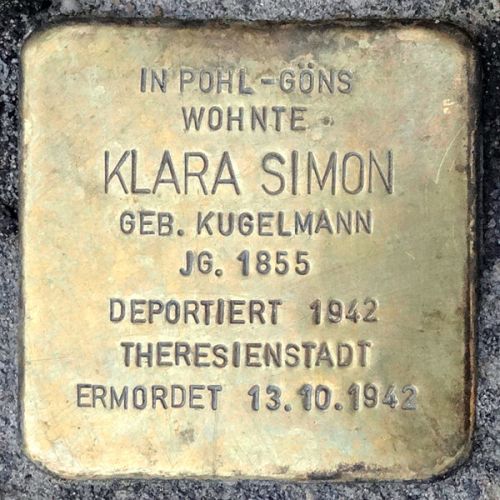 IN POHL-GÖNS
WOHNTE
KLARA SIMON
GEB. KUGELMANN
JG. 1855
DEPORTIERT 1942
THERESIENSTADT
ERMORDET 13.10.1942